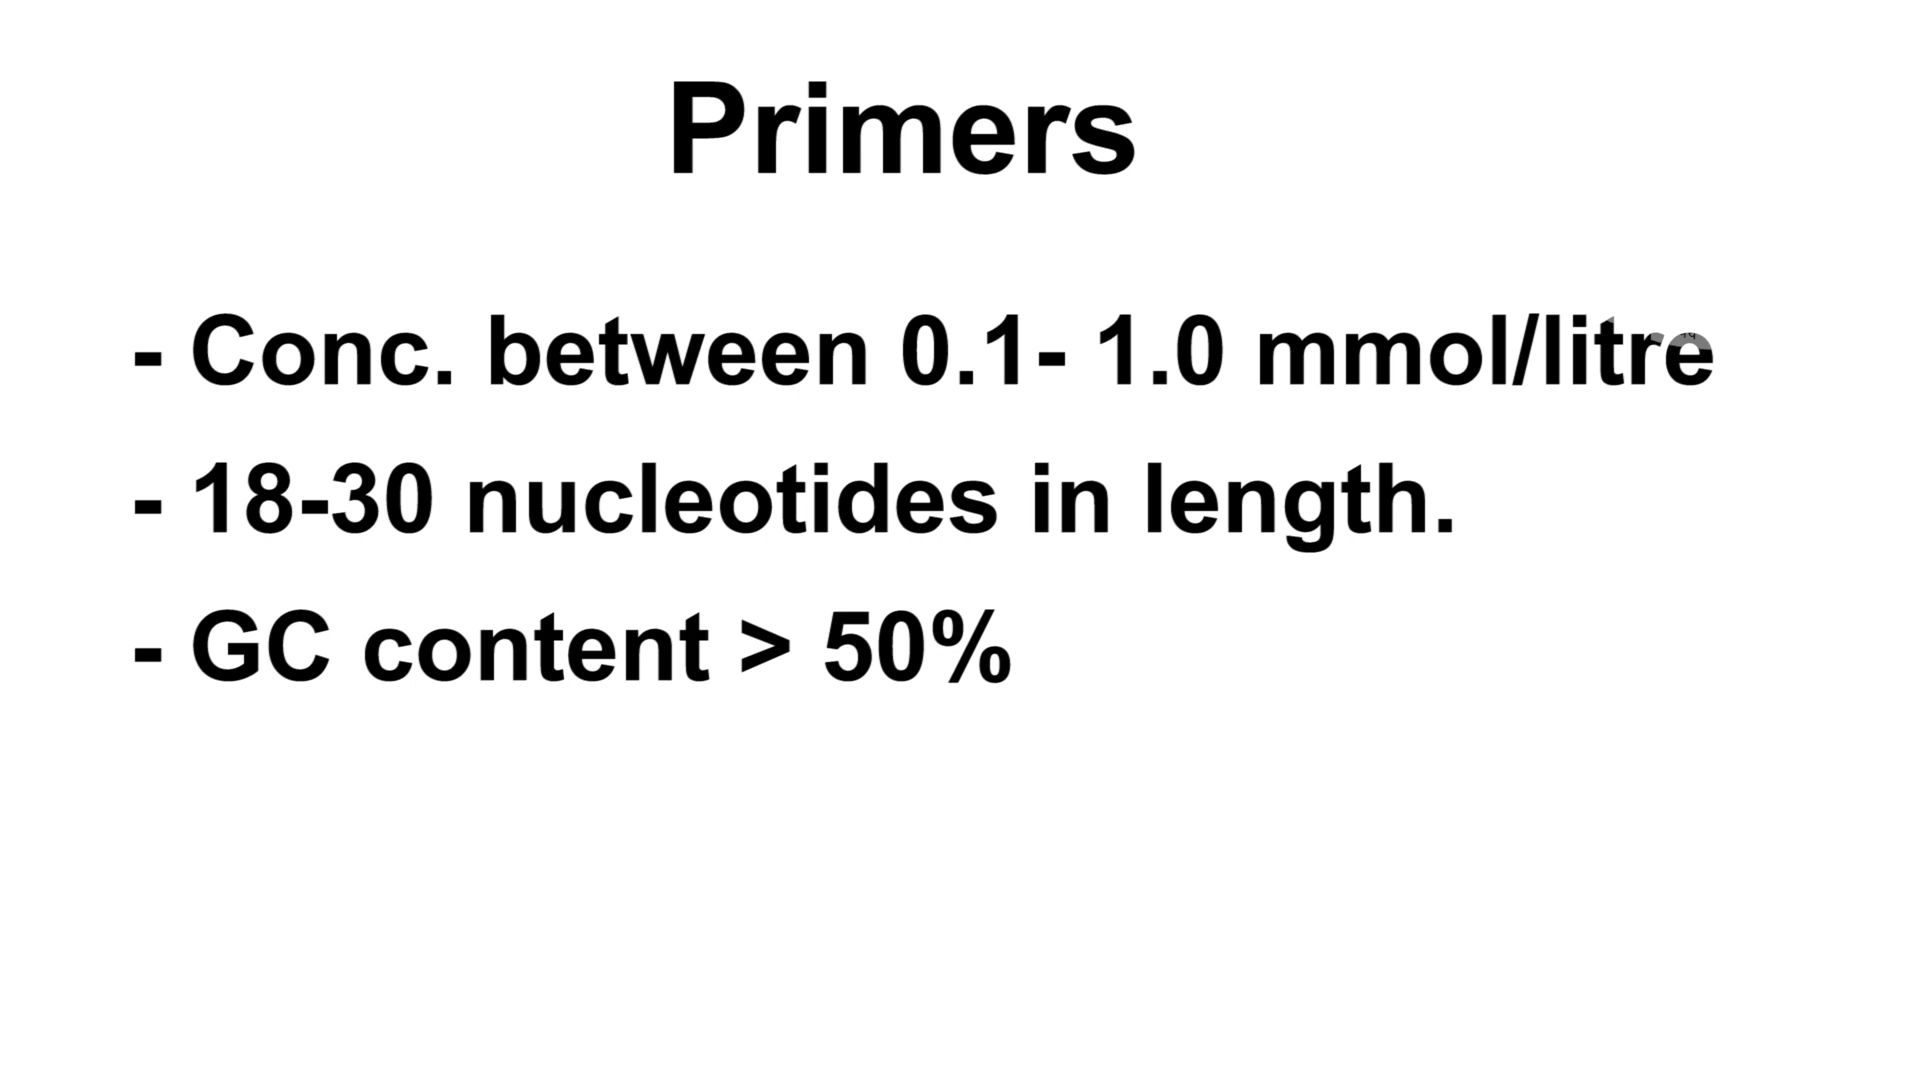 Primers
- Conc. between 0.1- 1.0 mmol/litre
- 18-30 nucleotides in length.
- GC content > 50%